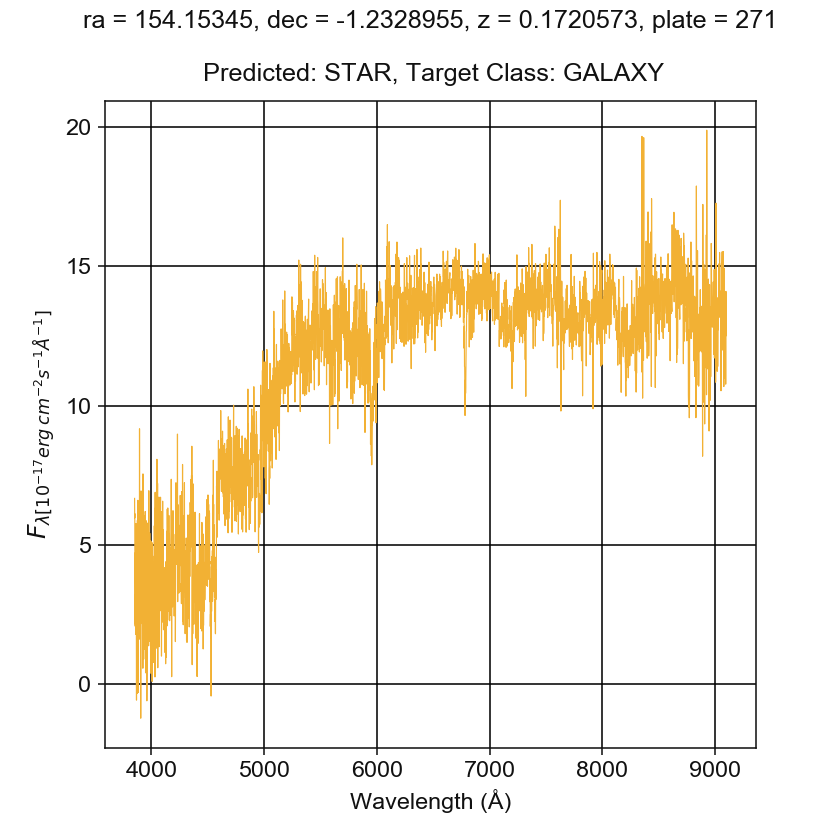 ra = 154.15345, dec = -1.2328955, z = 0.1720573, plate = 271
Predicted: STAR, Target Class: GALAXY
20
15
10
5
0
F_λ[10⁻¹⁷ erg cm⁻² s⁻¹ Å⁻¹]
4000 5000 6000 7000 8000 9000
Wavelength (Å)